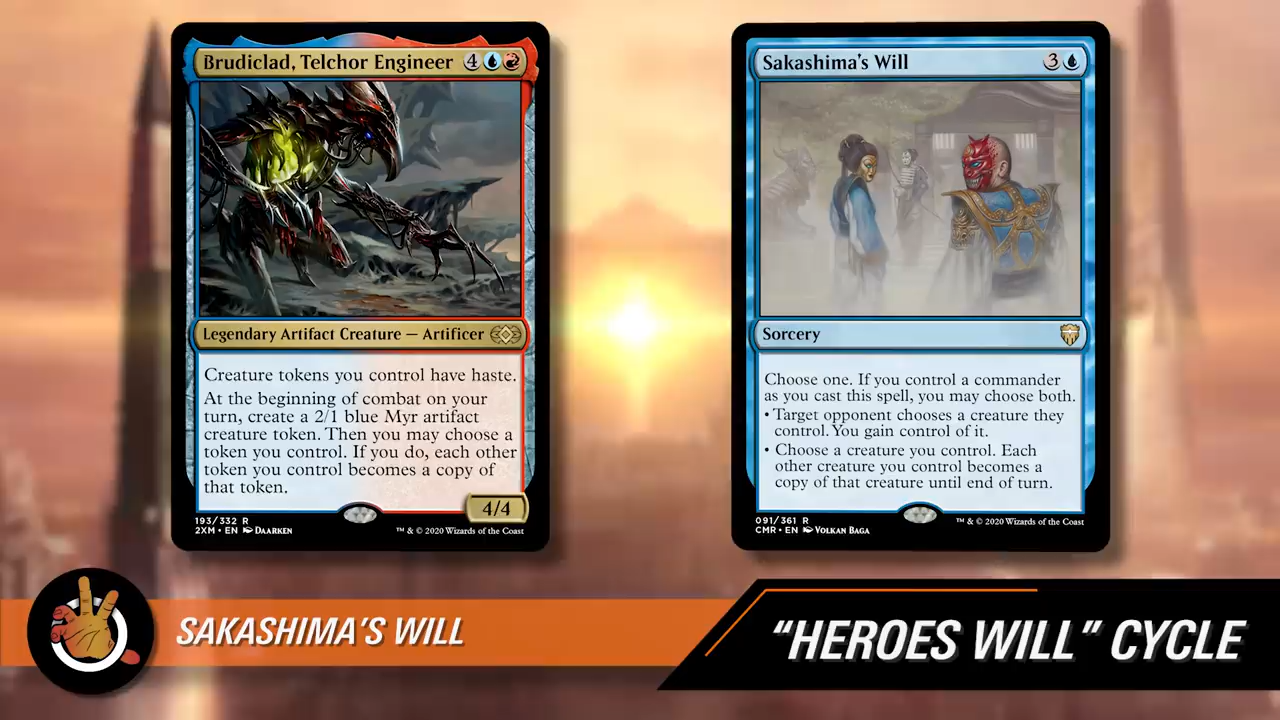 Brudiclad, Telchor Engineer 4
Legendary Artifact Creature — Artificer
Creature tokens you control have haste.
At the beginning of combat on your
turn, create a 2/1 blue Myr artifact
creature token. Then you may choose a
token you control. If you do, each other
token you control becomes a copy of
that token.
4/4
193/332 R
2XM • EN DAARKEN
™ & © 2020 Wizards of the Coast
Sakashima's Will 3
Sorcery
Choose one. If you control a commander
as you cast this spell, you may choose both.
• Target opponent chooses a creature they
control. You gain control of it.
• Choose a creature you control. Each
other creature you control becomes a
copy of that creature until end of turn.
091/361 R
CMR • EN VOLKAN BAGA
™ & © 2020 Wizards of the Coast
SAKASHIMA'S WILL
"HEROES WILL" CYCLE